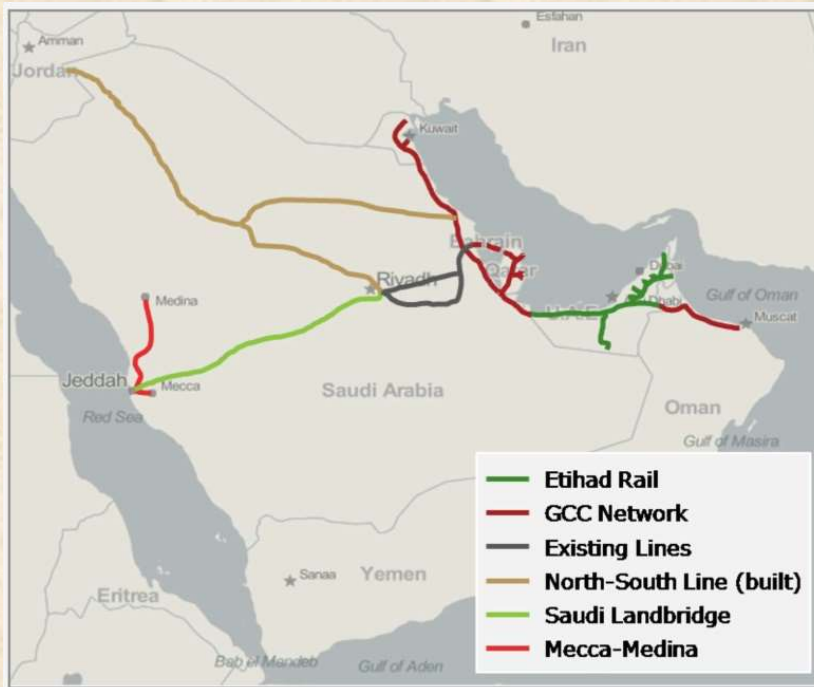 Esfahan
Amman
Iran
Jordan
Kuwait
Bahrain
Qatar
Riyadh
Dubai
Medina
U.A.E.
Dhabi
Gulf of Oman
Muscat
Jeddah
Mecca
Saudi Arabia
Red Sea
Oman
Gulf of Masira
Etihad Rail
GCC Network
Existing Lines
North-South Line (built)
Saudi Landbridge
Mecca-Medina
Sanaa
Yemen
Eritrea
Bab el Mandeb
Gulf of Aden